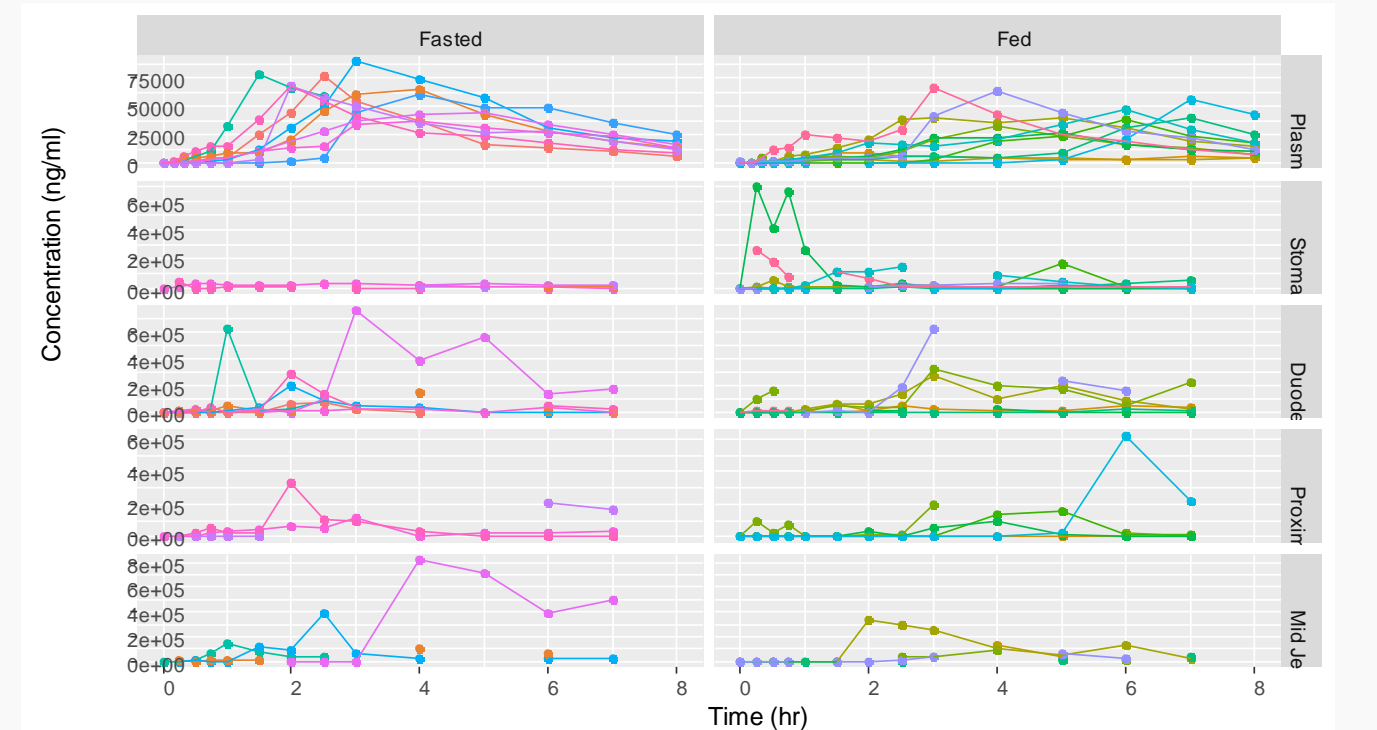 Fasted Fed
Concentration (ng/ml)
75000
50000
25000
0
Plasm
6e+05
4e+05
2e+05
0e+00
Stoma
6e+05
4e+05
2e+05
0e+00
Duode
6e+05
4e+05
2e+05
0e+00
Proxim
8e+05
6e+05
4e+05
2e+05
0e+00
Mid Je
0 2 4 6 8 0 2 4 6 8
Time (hr)